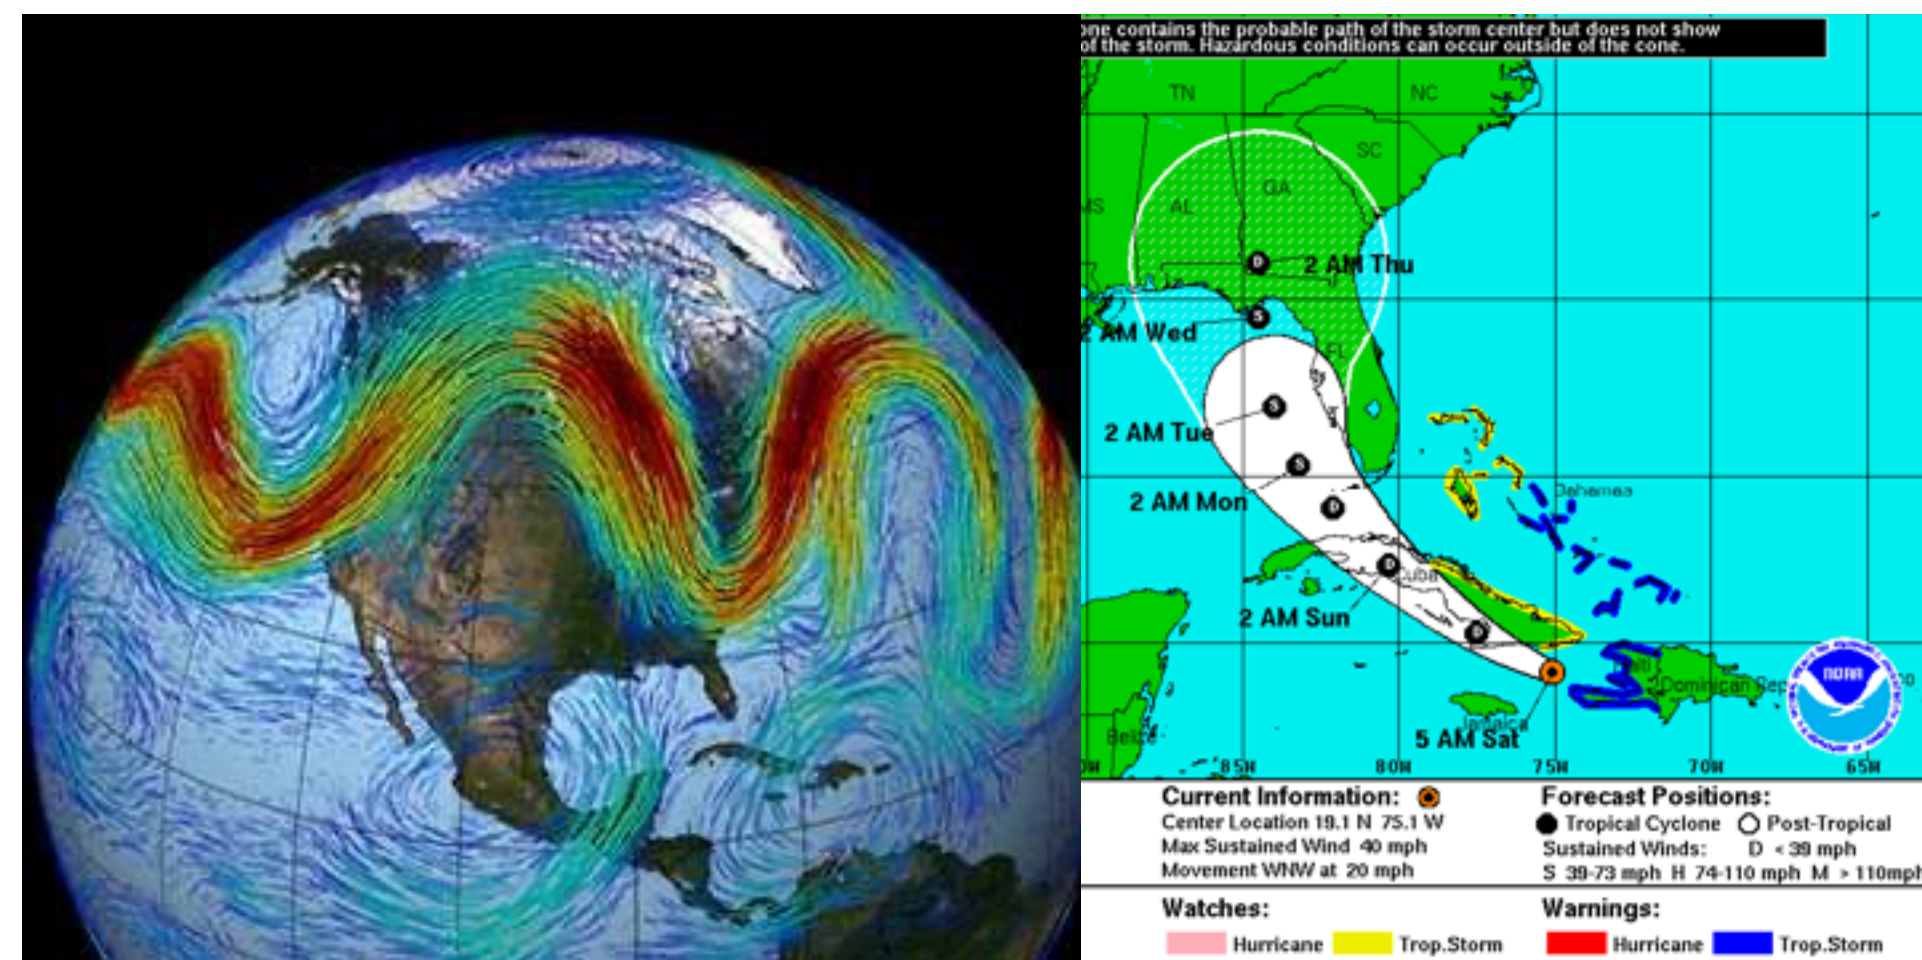 one contains the probable path of the storm center but does not show
of the storm. Hazardous conditions can occur outside of the cone.
TN
NC
SC
MS
AL
GA
2 AM Thu
2 AM Wed
FL
2 AM Tue
2 AM Mon
Bahamas
Cuba
2 AM Sun
Haiti
Dominican Rep
NOAA
Jamaica
5 AM Sat
Belize
85W 80W 75W 70W 65W
Current Information:
Center Location 19.1 N 75.1 W
Max Sustained Wind 40 mph
Movement WNW at 20 mph
Forecast Positions:
Tropical Cyclone Post-Tropical
Sustained Winds: D < 39 mph
S 39-73 mph H 74-110 mph M > 110mph
Watches:
Hurricane Trop.Storm
Warnings:
Hurricane Trop.Storm
D
S
S
S
D
D
D